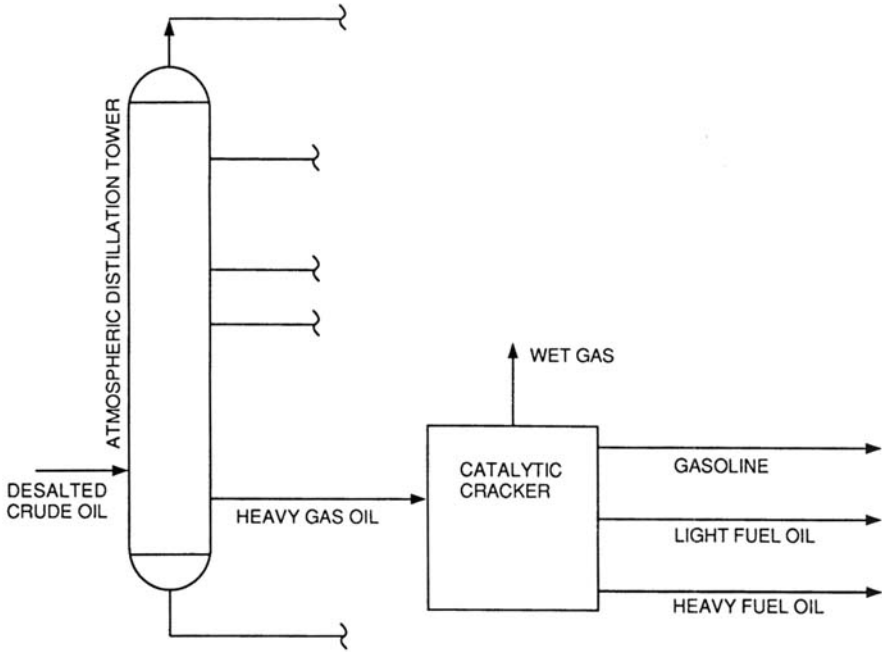 ATMOSPHERIC DISTILLATION TOWER
DESALTED
CRUDE OIL
HEAVY GAS OIL
WET GAS
CATALYTIC
CRACKER
GASOLINE
LIGHT FUEL OIL
HEAVY FUEL OIL